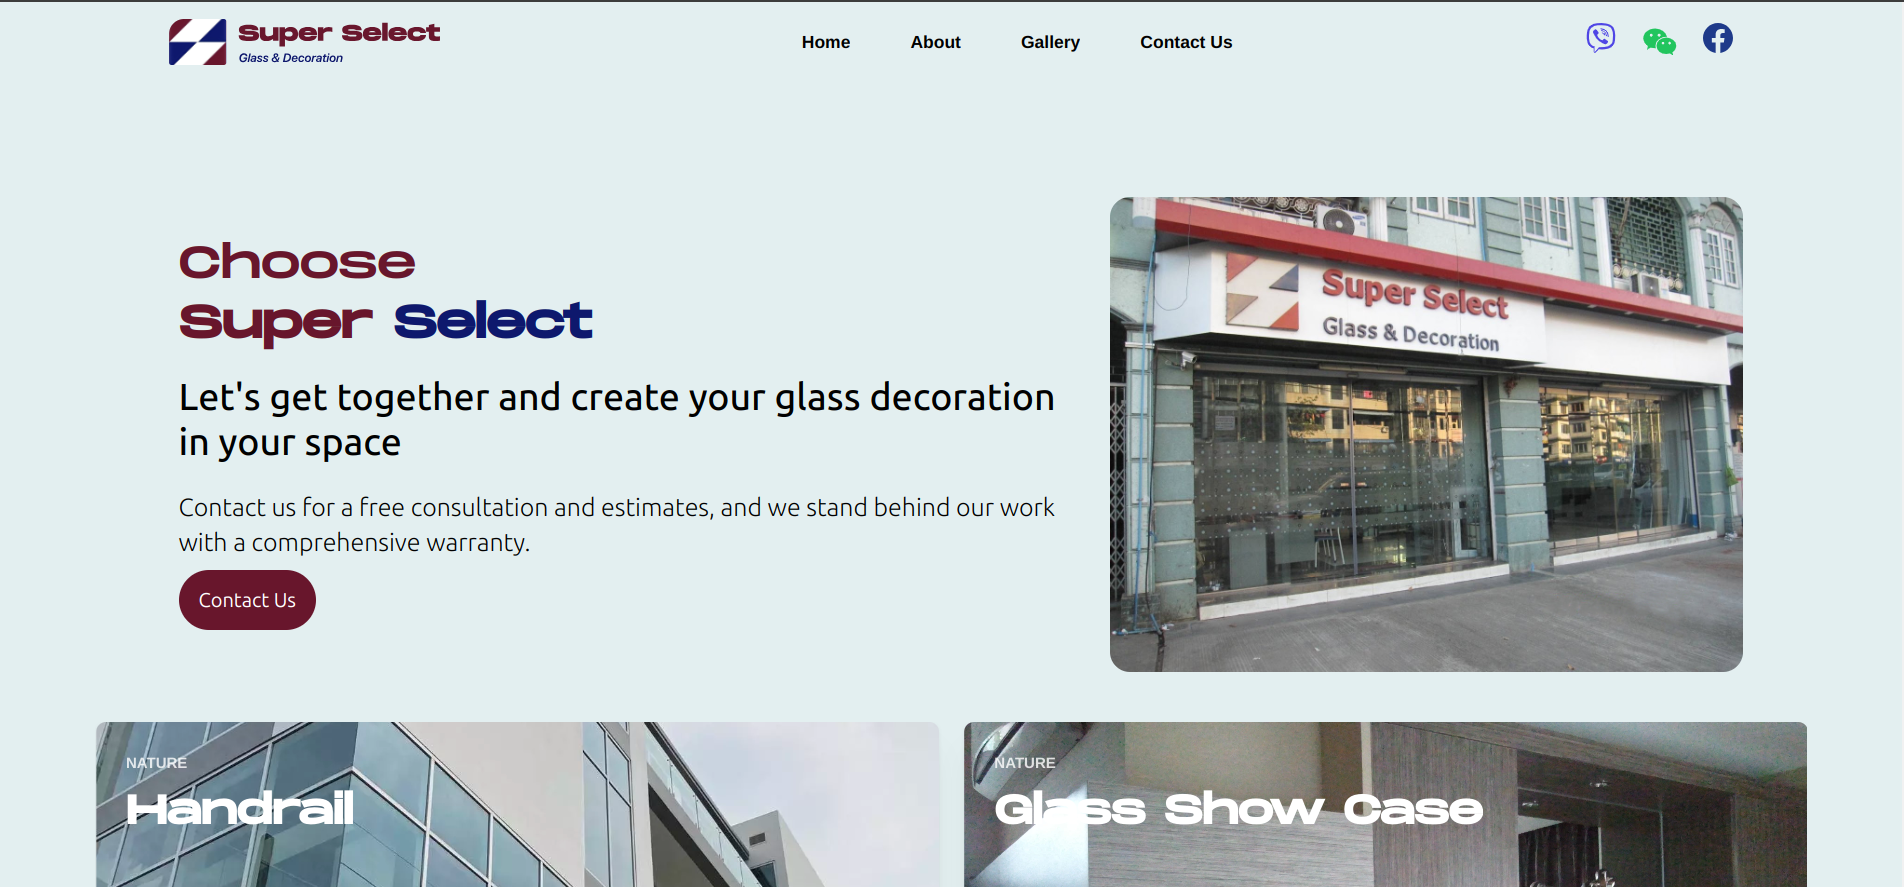 Super Select
Glass & Decoration
Home
About
Gallery
Contact Us
Choose
Super Select
Let's get together and create your glass decoration
in your space
Contact us for a free consultation and estimates, and we stand behind our work
with a comprehensive warranty.
Contact Us
Super Select
Glass & Decoration
NATURE
Handrail
NATURE
Glass Show Case